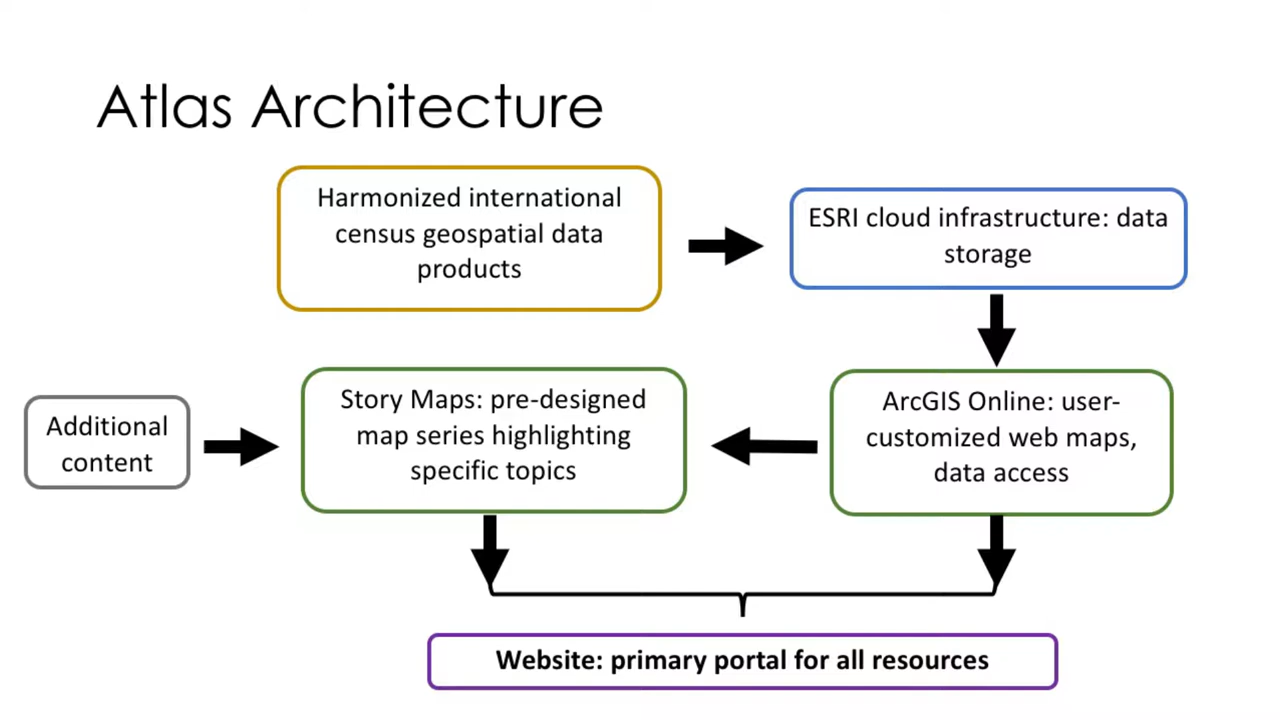 Atlas Architecture
Harmonized international
census geospatial data
products
ESRI cloud infrastructure: data
storage
Additional
content
Story Maps: pre-designed
map series highlighting
specific topics
ArcGIS Online: user-
customized web maps,
data access
Website: primary portal for all resources